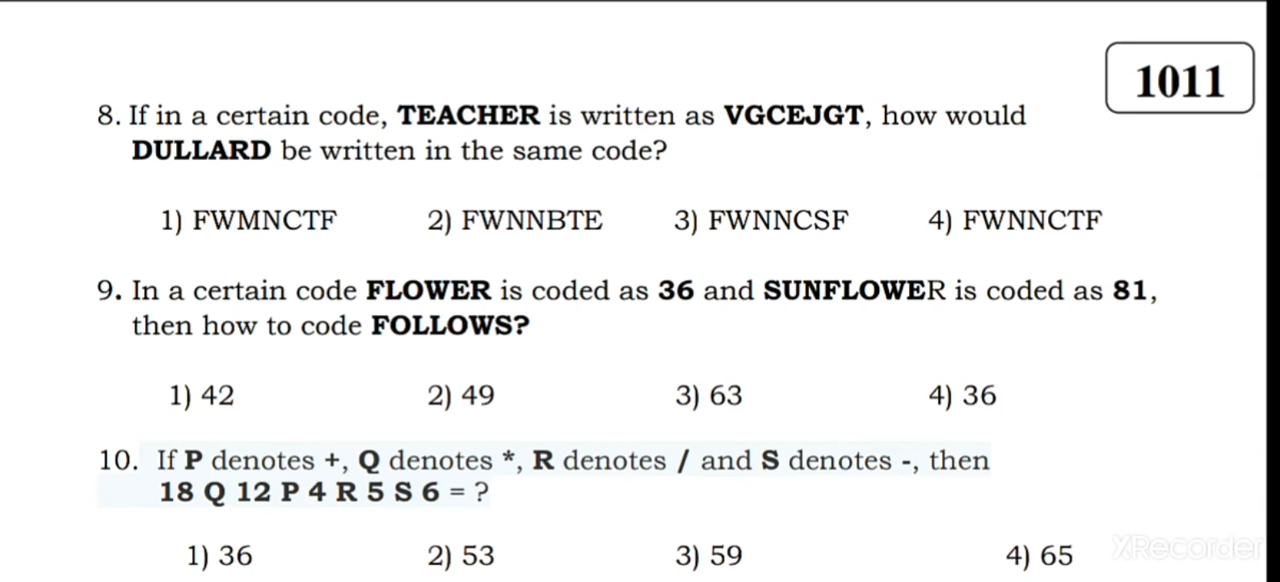 1011
8. If in a certain code, TEACHER is written as VGCEJGT, how would
DULLARD be written in the same code?
1) FWMNCTF 2) FWNNBTE 3) FWNNCSF 4) FWNNCTF
9. In a certain code FLOWER is coded as 36 and SUNFLOWER is coded as 81,
then how to code FOLLOWS?
1) 42 2) 49 3) 63 4) 36
10. If P denotes +, Q denotes *, R denotes / and S denotes -, then
18 Q 12 P 4 R 5 S 6 = ?
1) 36 2) 53 3) 59 4) 65
XRecorder